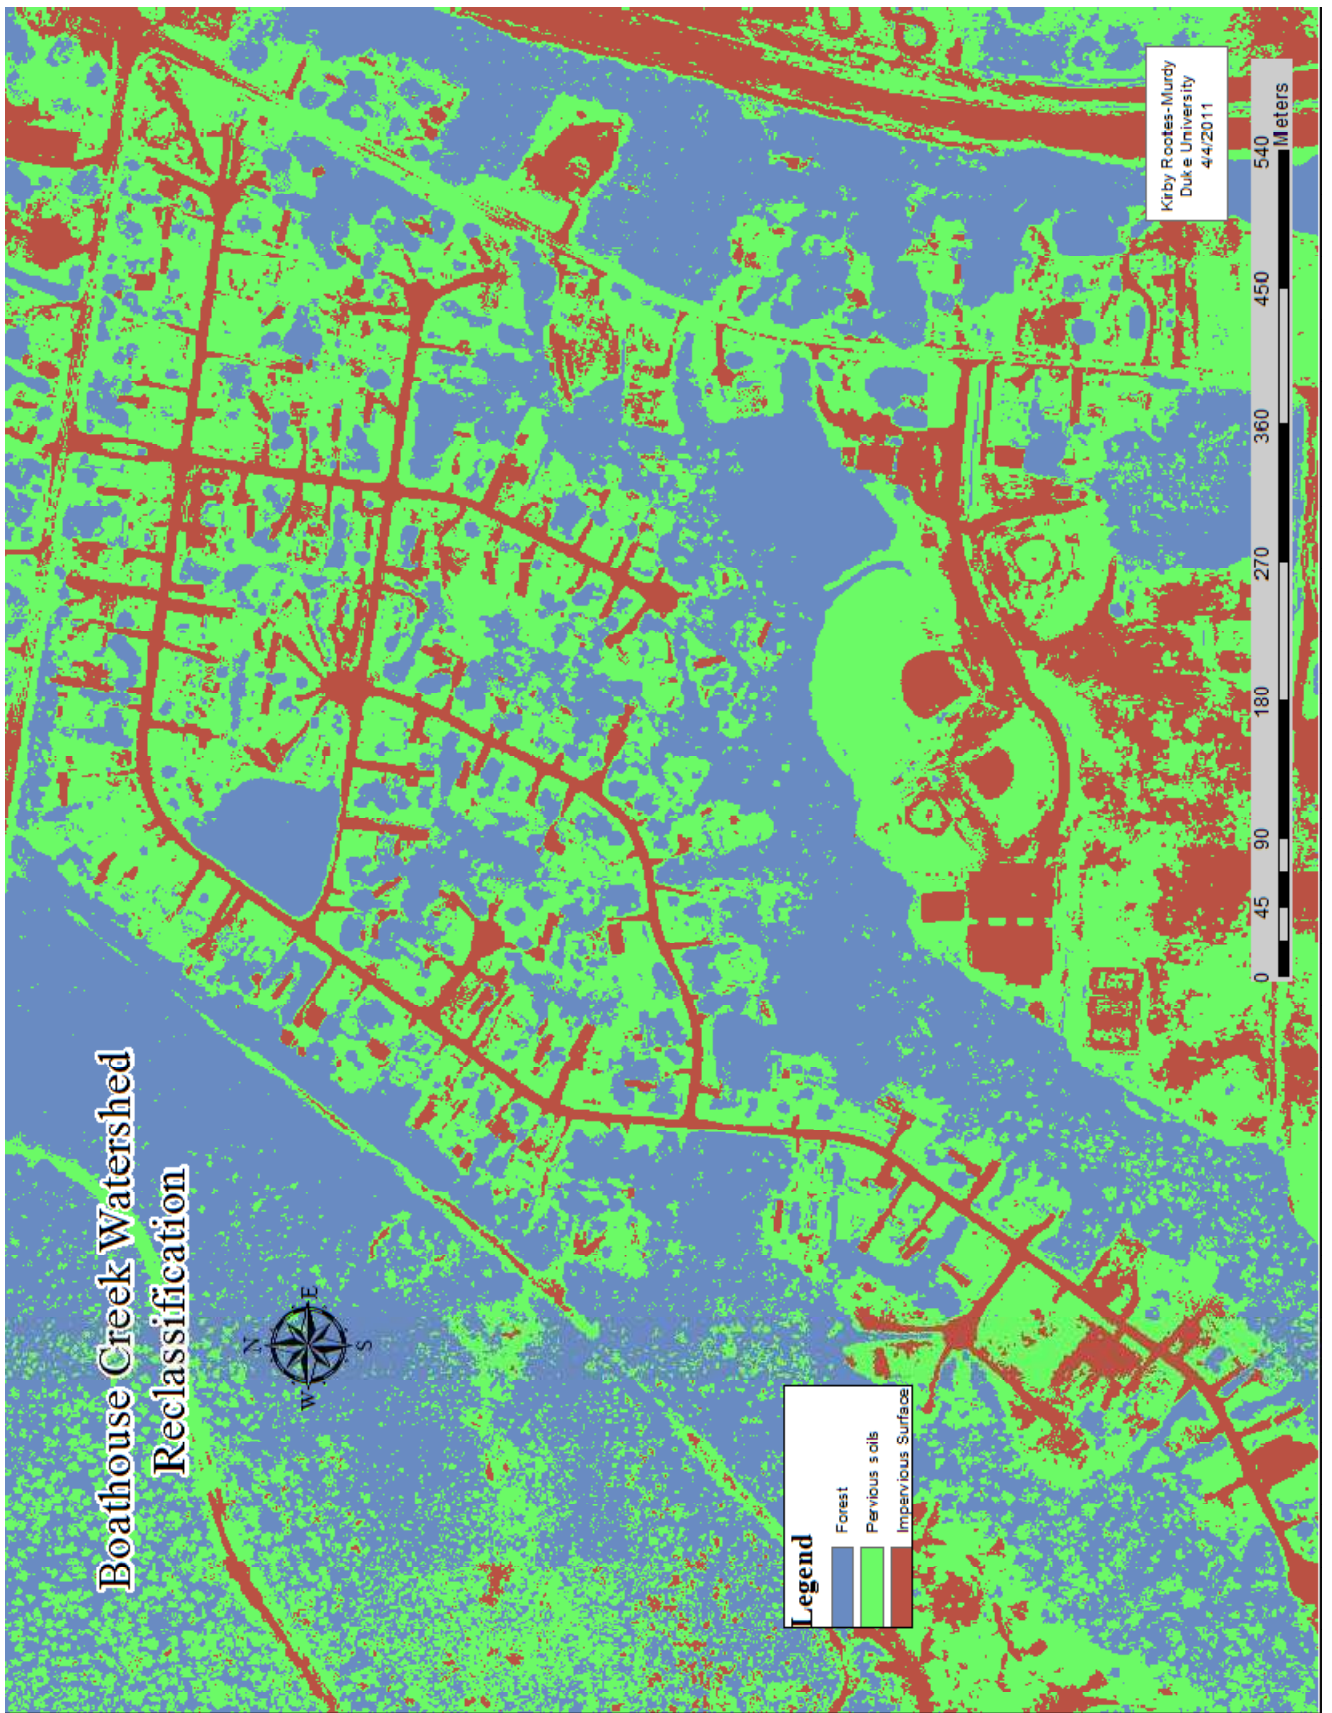 Boathouse Creek Watershed
Reclassification
N
W
E
S
Legend
Forest
Pervious soils
Impervious Surface
0 45 90 180 270 360 450 540
Meters
Kirby Rootes-Murdy
Duke University
4/4/2011